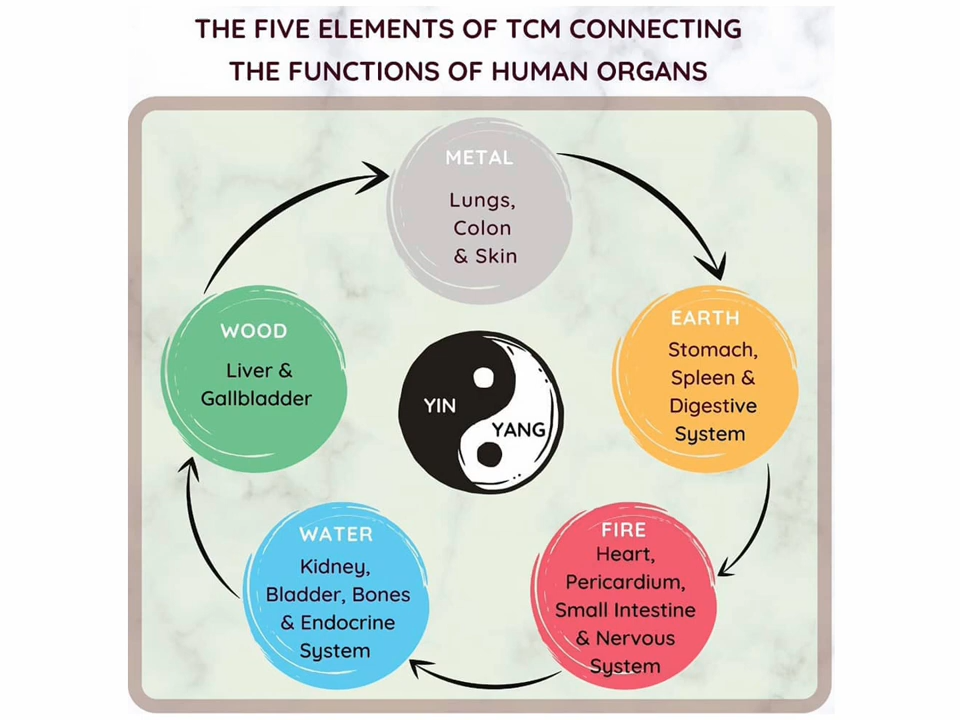 THE FIVE ELEMENTS OF TCM CONNECTING
THE FUNCTIONS OF HUMAN ORGANS
METAL
Lungs,
Colon
& Skin
WOOD
Liver &
Gallbladder
EARTH
Stomach,
Spleen &
Digestive
System
YIN
YANG
WATER
Kidney,
Bladder, Bones
& Endocrine
System
FIRE
Heart,
Pericardium,
Small Intestine
& Nervous
System